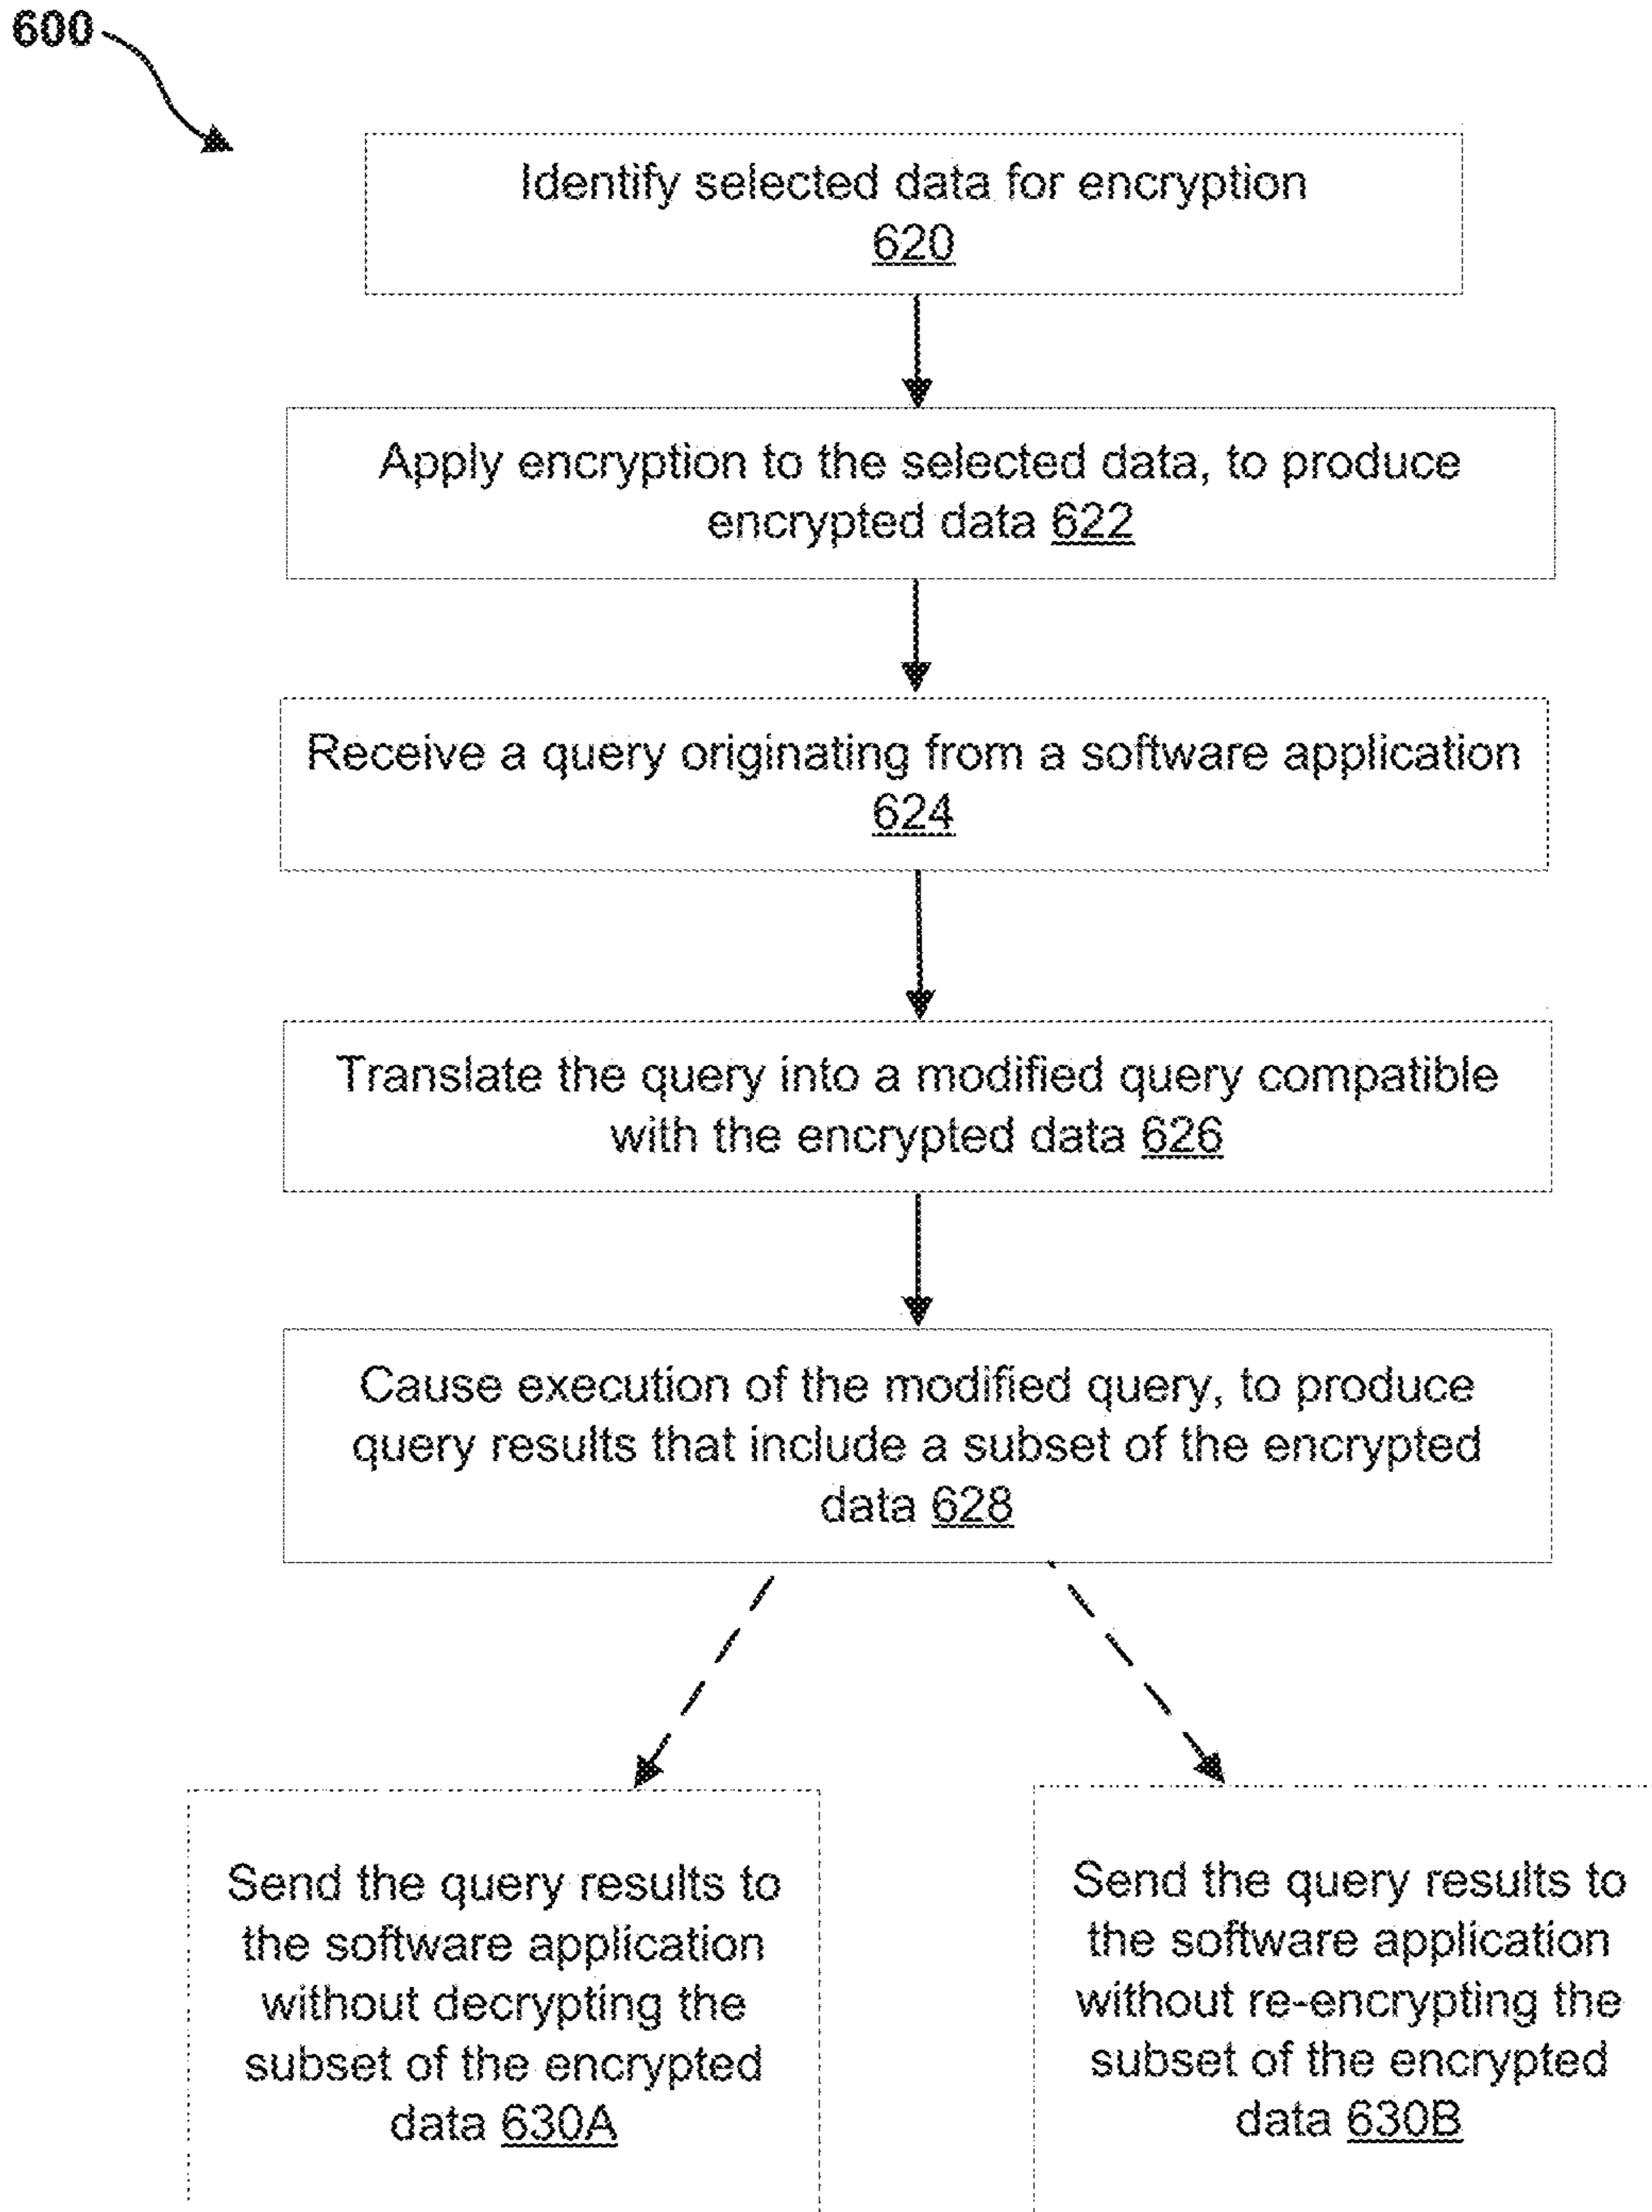 600
Identify selected data for encryption
620
Apply encryption to the selected data, to produce
encrypted data 622
Receive a query originating from a software application
624
Translate the query into a modified query compatible
with the encrypted data 626
Cause execution of the modified query, to produce
query results that include a subset of the encrypted
data 628
Send the query results to
the software application
without decrypting the
subset of the encrypted
data 630A
Send the query results to
the software application
without re-encrypting the
subset of the encrypted
data 630B